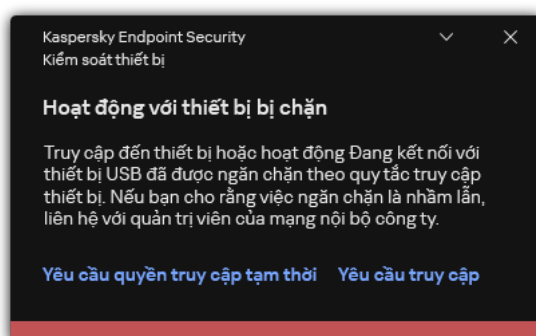 Kaspersky Endpoint Security
Kiểm soát thiết bị
Hoạt động với thiết bị bị chặn
Truy cập đến thiết bị hoặc hoạt động Đang kết nối với
thiết bị USB đã được ngăn chặn theo quy tắc truy cập
thiết bị. Nếu bạn cho rằng việc ngăn chặn là nhầm lẫn,
liên hệ với quản trị viên của mạng nội bộ công ty.
Yêu cầu quyền truy cập tạm thời Yêu cầu truy cập